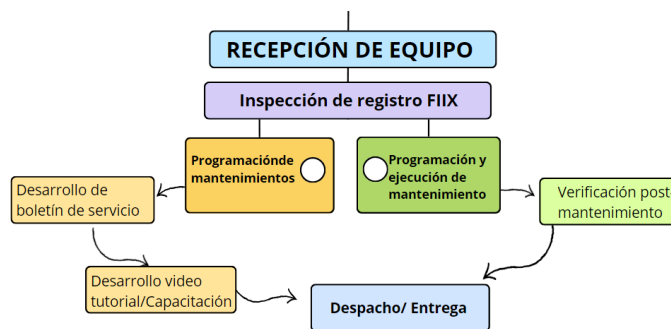 RECEPCIÓN DE EQUIPO
Inspección de registro FIIX
Programaciónde
mantenimientos
Programación y
ejecución de
mantenimiento
Desarrollo de
boletín de servicio
Verificación post
mantenimiento
Desarrollo video
tutorial/Capacitación
Despacho/ Entrega